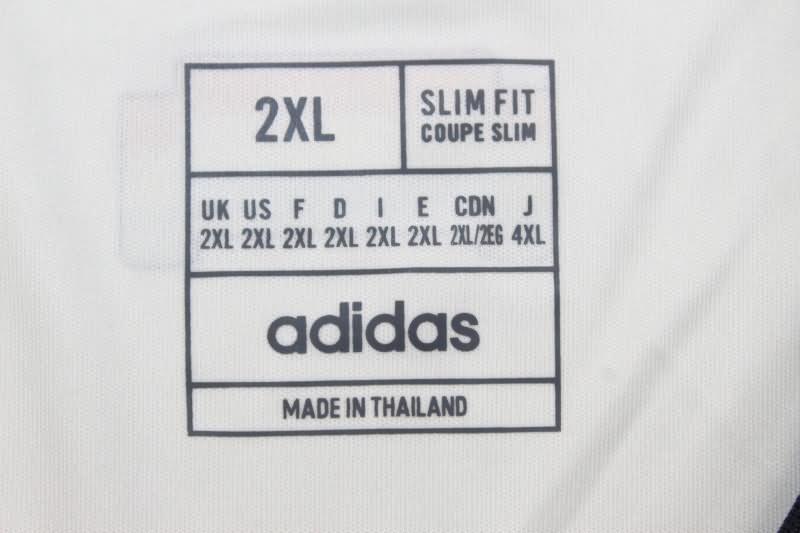 2XL
SLIM FIT
COUPE SLIM
UK US F D I E CDN J
2XL 2XL 2XL 2XL 2XL 2XL 2XL/2EG 4XL
adidas
MADE IN THAILAND